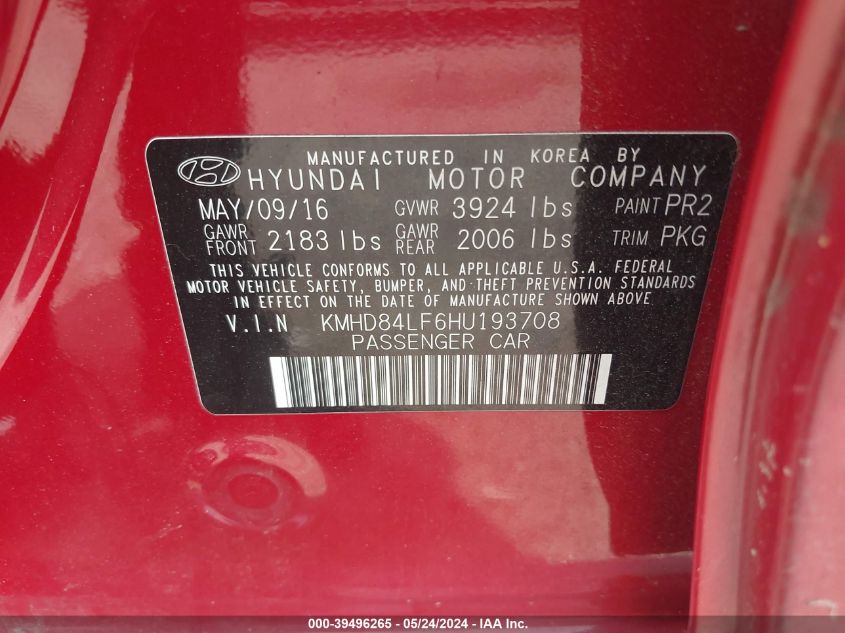 MANUFACTURED IN KOREA BY
HYUNDAI MOTOR COMPANY
MAY/09/16 GVWR 3924 lbs PAINT PR2
GAWR FRONT 2183 lbs GAWR REAR 2006 lbs TRIM PKG
THIS VEHICLE CONFORMS TO ALL APPLICABLE U.S.A. FEDERAL
MOTOR VEHICLE SAFETY, BUMPER, AND THEFT PREVENTION STANDARDS
IN EFFECT ON THE DATE OF MANUFACTURE SHOWN ABOVE.
V.I.N KMHD84LF6HU193708
PASSENGER CAR
000-39496265 - 05/24/2024 - IAA Inc.